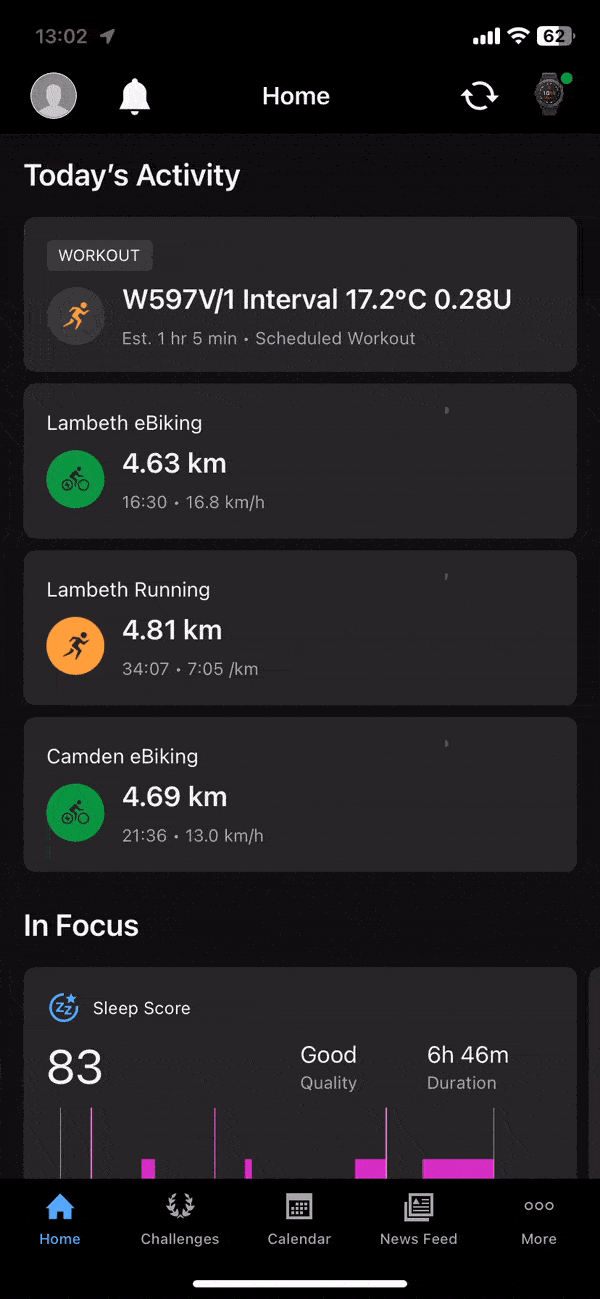 13:02
62
Home
Today’s Activity
WORKOUT
W597V/1 Interval 17.2°C 0.28U
Est. 1 hr 5 min • Scheduled Workout
Lambeth eBiking
4.63 km
16:30 • 16.8 km/h
Lambeth Running
4.81 km
34:07 • 7:05 /km
Camden eBiking
4.69 km
21:36 • 13.0 km/h
In Focus
Sleep Score
83
Good
Quality
6h 46m
Duration
Home
Challenges
Calendar
News Feed
More